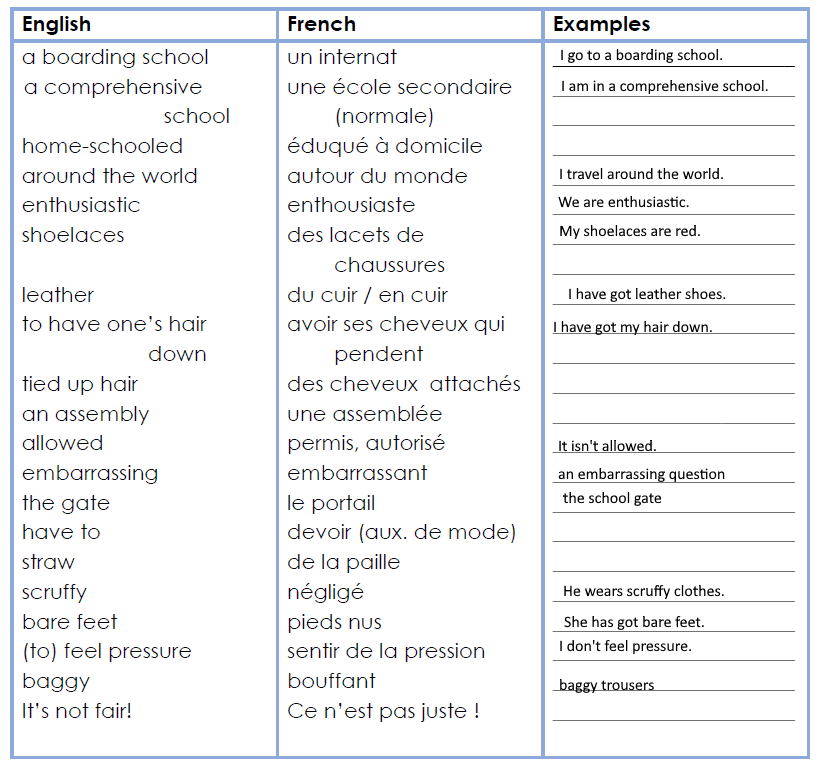 English French Examples
a boarding school un internat I go to a boarding school.
a comprehensive une école secondaire I am in a comprehensive school.
school (normale)
home-schooled éduqué à domicile
around the world autour du monde I travel around the world.
enthusiastic enthousiaste We are enthusiastic.
shoelaces des lacets de My shoelaces are red.
chaussures
leather du cuir / en cuir I have got leather shoes.
to have one's hair avoir ses cheveux qui I have got my hair down.
down pendent
tied up hair des cheveux attachés
an assembly une assemblée
allowed permis, autorisé It isn't allowed.
embarrassing embarrassant an embarrassing question
the gate le portail the school gate
have to devoir (aux. de mode)
straw de la paille
scruffy négligé He wears scruffy clothes.
bare feet pieds nus She has got bare feet.
(to) feel pressure sentir de la pression I don't feel pressure.
baggy bouffant baggy trousers
It's not fair! Ce n'est pas juste !